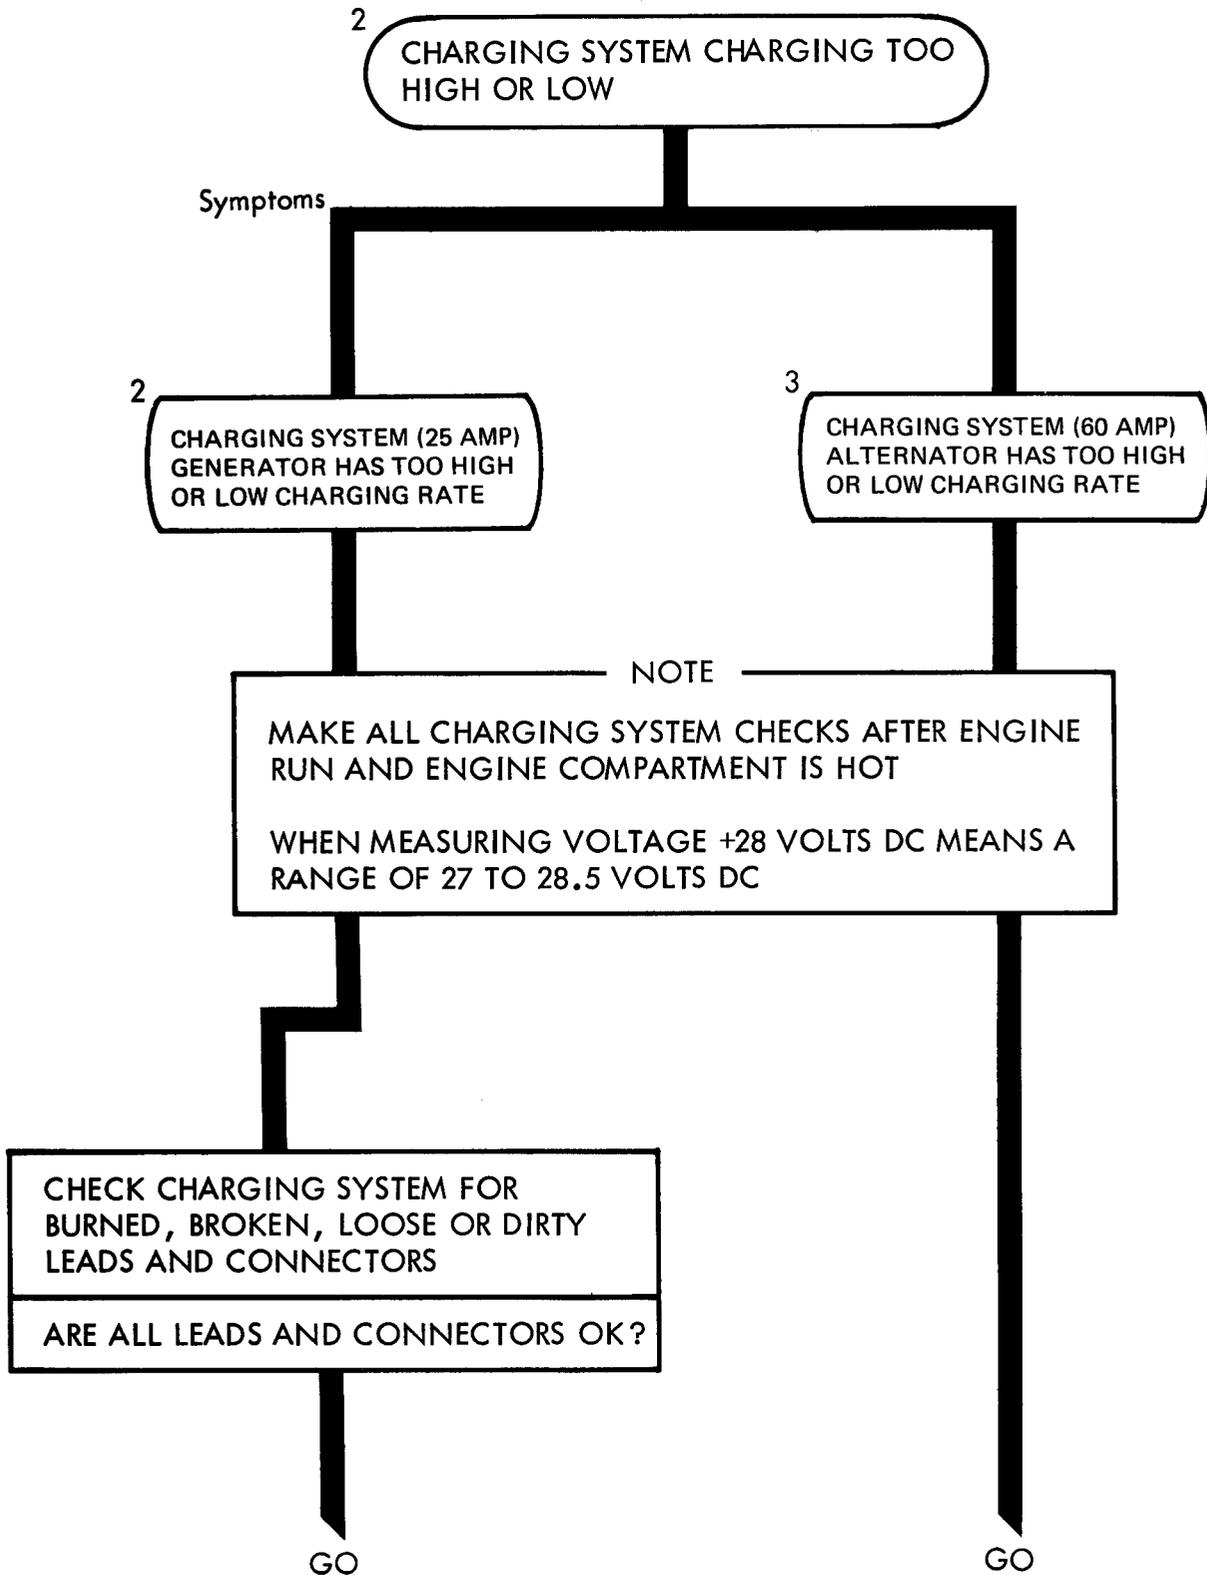 2
CHARGING SYSTEM CHARGING TOO
HIGH OR LOW
Symptoms
2
CHARGING SYSTEM (25 AMP)
GENERATOR HAS TOO HIGH
OR LOW CHARGING RATE
3
CHARGING SYSTEM (60 AMP)
ALTERNATOR HAS TOO HIGH
OR LOW CHARGING RATE
NOTE
MAKE ALL CHARGING SYSTEM CHECKS AFTER ENGINE
RUN AND ENGINE COMPARTMENT IS HOT
WHEN MEASURING VOLTAGE +28 VOLTS DC MEANS A
RANGE OF 27 TO 28.5 VOLTS DC
CHECK CHARGING SYSTEM FOR
BURNED, BROKEN, LOOSE OR DIRTY
LEADS AND CONNECTORS
ARE ALL LEADS AND CONNECTORS OK?
GO
GO